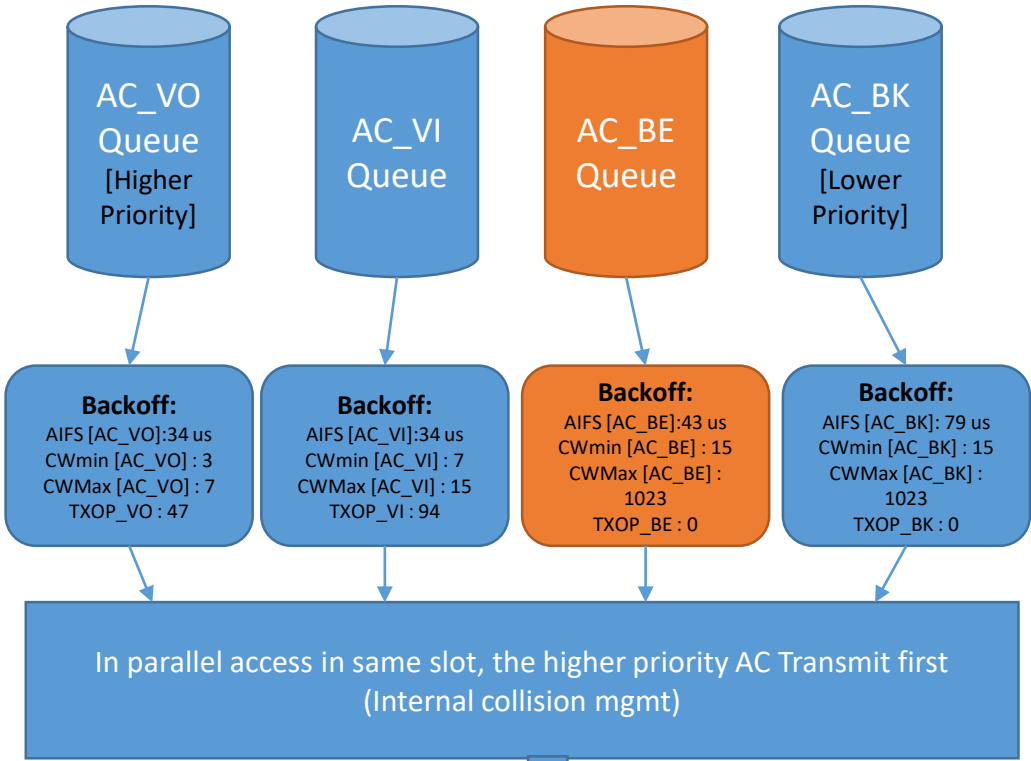 AC_VO
Queue
[Higher
Priority]
AC_VI
Queue
AC_BE
Queue
AC_BK
Queue
[Lower
Priority]
Backoff:
AIFS [AC_VO]:34 us
CWmin [AC_VO] : 3
CWMax [AC_VO] : 7
TXOP_VO : 47
Backoff:
AIFS [AC_VI]:34 us
CWmin [AC_VI] : 7
CWMax [AC_VI] : 15
TXOP_VI : 94
Backoff:
AIFS [AC_BE]:43 us
CWmin [AC_BE] : 15
CWMax [AC_BE] :
1023
TXOP_BE : 0
Backoff:
AIFS [AC_BK]: 79 us
CWmin [AC_BK] : 15
CWMax [AC_BK] :
1023
TXOP_BK : 0
In parallel access in same slot, the higher priority AC Transmit first
(Internal collision mgmt)